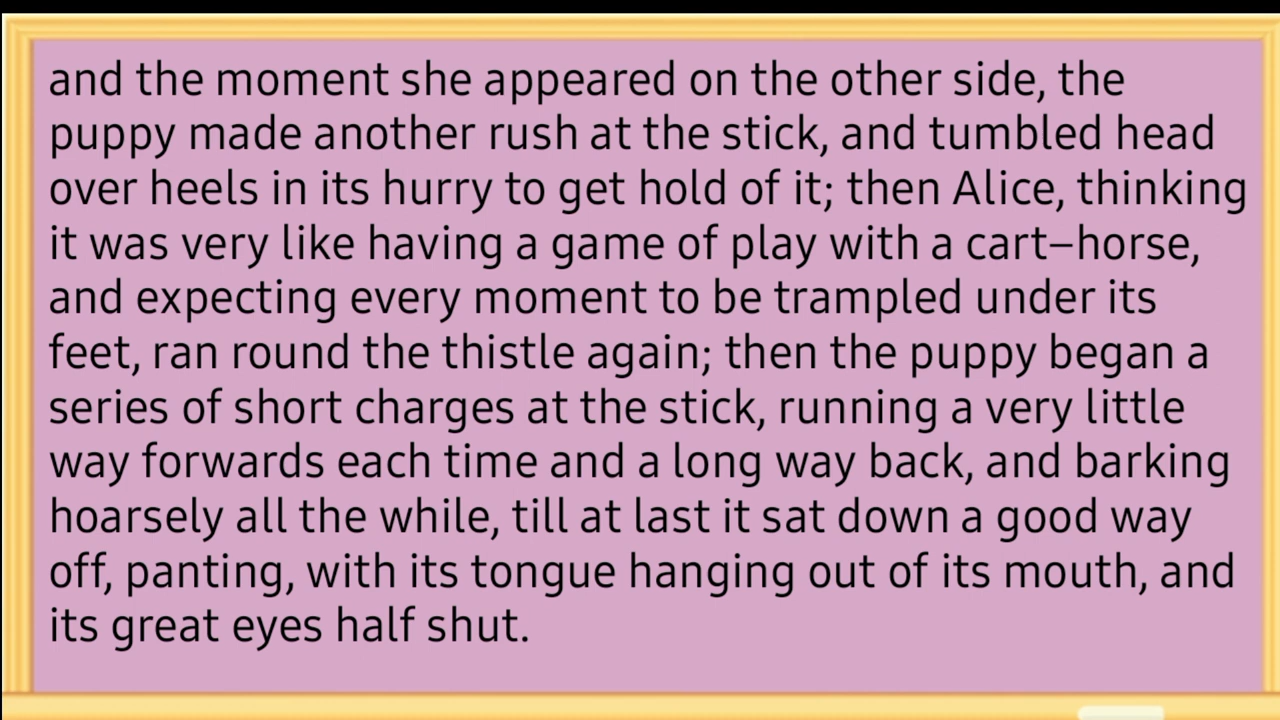 and the moment she appeared on the other side, the
puppy made another rush at the stick, and tumbled head
over heels in its hurry to get hold of it; then Alice, thinking
it was very like having a game of play with a cart–horse,
and expecting every moment to be trampled under its
feet, ran round the thistle again; then the puppy began a
series of short charges at the stick, running a very little
way forwards each time and a long way back, and barking
hoarsely all the while, till at last it sat down a good way
off, panting, with its tongue hanging out of its mouth, and
its great eyes half shut.